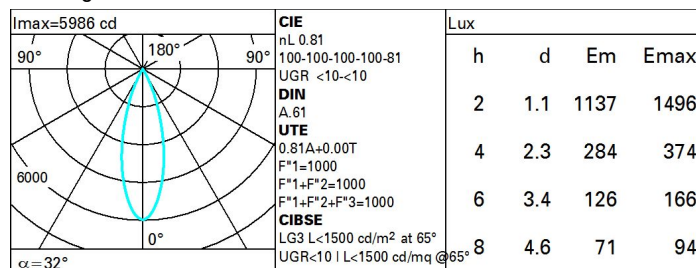 Imax=5986 cd
90°
180°
90°
6000
0°
α=32°
CIE
nL 0.81
100-100-100-100-81
UGR <10-<10
DIN
A.61
UTE
0.81A+0.00T
F"1=1000
F"1+F"2=1000
F"1+F"2+F"3=1000
CIBSE
LG3 L<1500 cd/m² at 65°
UGR<10 | L<1500 cd/mq @65°
Lux
h d Em Emax
2 1.1 1137 1496
4 2.3 284 374
6 3.4 126 166
8 4.6 71 94